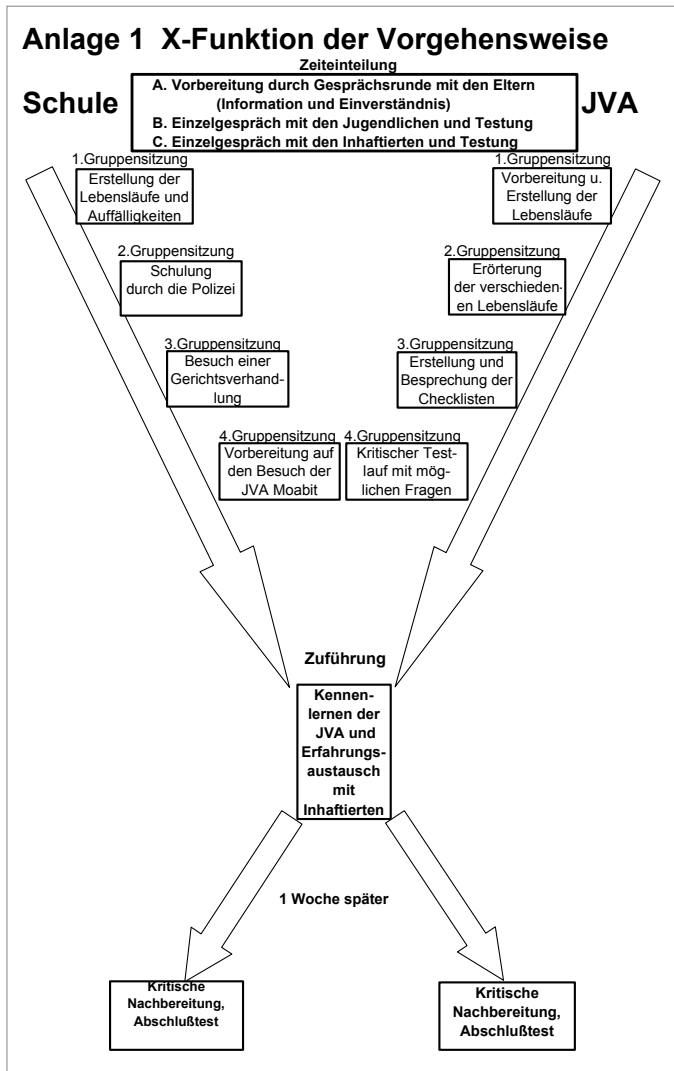 Anlage 1 X-Funktion der Vorgehensweise
Zeiteinteilung
Schule
A. Vorbereitung durch Gesprächsrunde mit den Eltern
(Information und Einverständnis)
B. Einzelgespräch mit den Jugendlichen und Testung
C. Einzelgespräch mit den Inhaftierten und Testung
JVA
1.Gruppensitzung
Erstellung der
Lebensläufe und
Auffälligkeiten
1.Gruppensitzung
Vorbereitung u.
Erstellung der
Lebensläufe
2.Gruppensitzung
Schulung
durch die Polizei
2.Gruppensitzung
Erörterung
der verschieden-
en Lebensläufe
3.Gruppensitzung
Besuch einer
Gerichtsverhand-
lung
3.Gruppensitzung
Erstellung und
Besprechung der
Checklisten
4.Gruppensitzung
Vorbereitung auf
den Besuch der
JVA Moabit
4.Gruppensitzung
Kritischer Test-
lauf mit mög-
lichen Fragen
Zuführung
Kennen-
lernen der
JVA und
Erfahrungs-
austausch
mit
Inhaftierten
1 Woche später
Kritische
Nachbereitung,
Abschlußtest
Kritische
Nachbereitung,
Abschlußtest